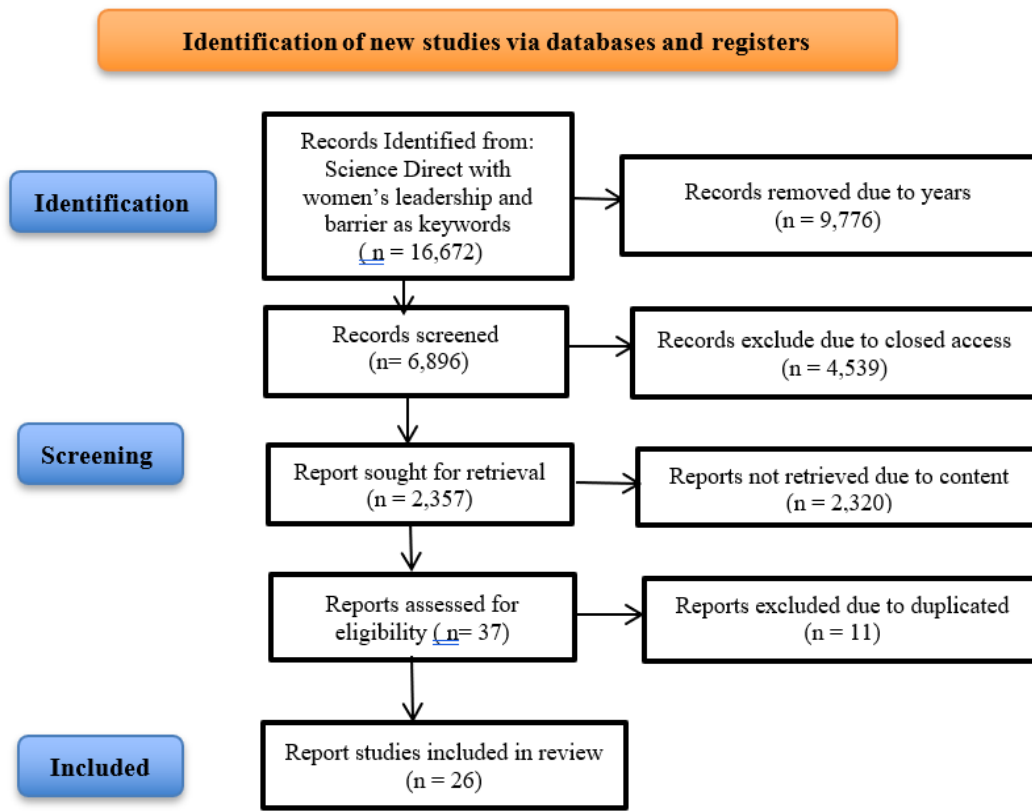 Identification of new studies via databases and registers
Identification
Records Identified from:
Science Direct with
women’s leadership and
barrier as keywords
( n = 16,672)
Records removed due to years
(n = 9,776)
Records screened
(n= 6,896)
Records exclude due to closed access
(n = 4,539)
Screening
Report sought for retrieval
(n = 2,357)
Reports not retrieved due to content
(n = 2,320)
Reports assessed for
eligibility ( n= 37)
Reports excluded due to duplicated
(n = 11)
Included
Report studies included in review
(n = 26)